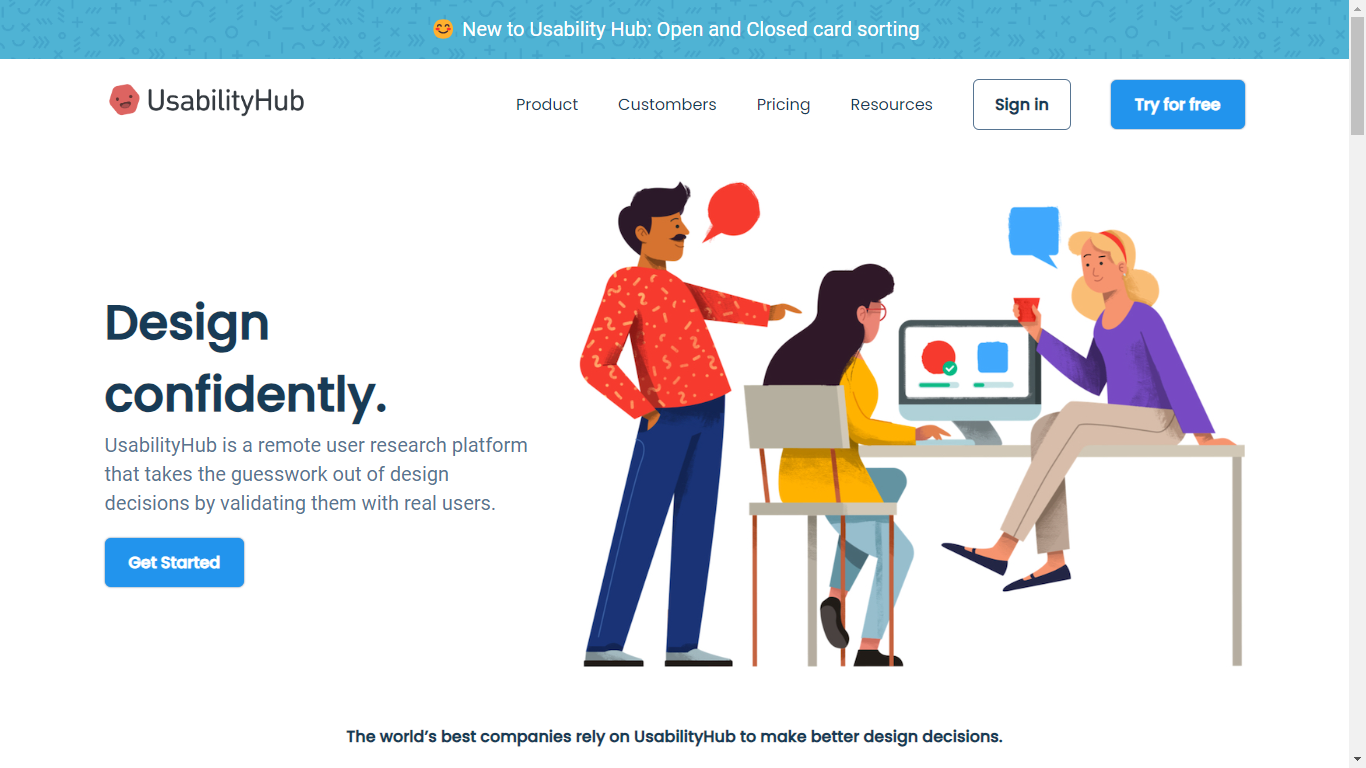 😊 New to Usability Hub: Open and Closed card sorting
UsabilityHub
Product
Custombers
Pricing
Resources
Sign in
Try for free
Design
confidently.
UsabilityHub is a remote user research platform
that takes the guesswork out of design
decisions by validating them with real users.
Get Started
The world’s best companies rely on UsabilityHub to make better design decisions.